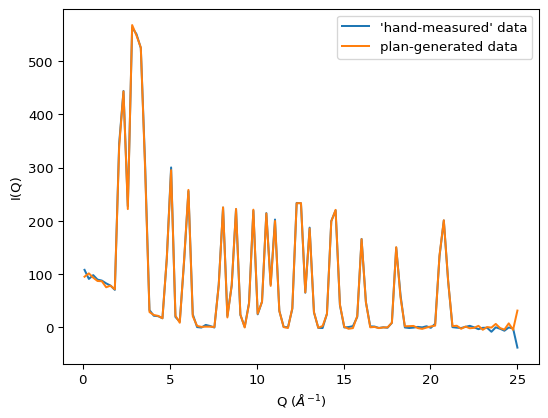 'hand-measured' data
plan-generated data
500
400
300
200
100
0
I(Q)
0 5 10 15 20 25
Q (Å⁻¹)